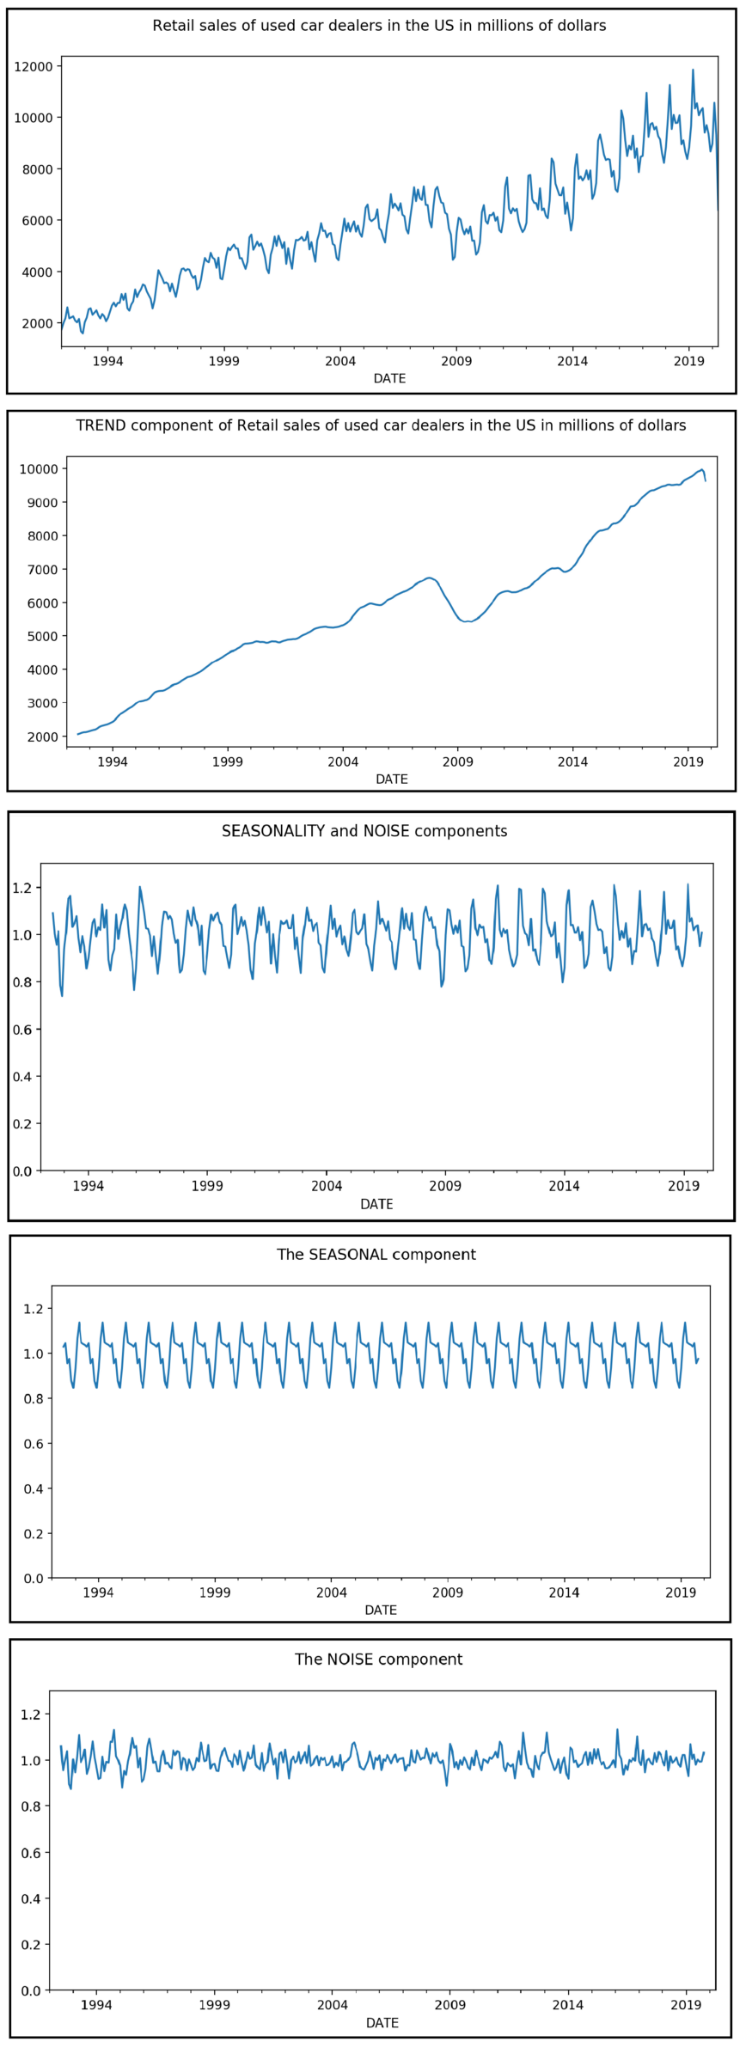 Retail sales of used car dealers in the US in millions of dollars
12000
10000
8000
6000
4000
2000
1994 1999 2004 2009 2014 2019
DATE
TREND component of Retail sales of used car dealers in the US in millions of dollars
10000
9000
8000
7000
6000
5000
4000
3000
2000
1994 1999 2004 2009 2014 2019
DATE
SEASONALITY and NOISE components
1.2
1.0
0.8
0.6
0.4
0.2
0.0
1994 1999 2004 2009 2014 2019
DATE
The SEASONAL component
1.2
1.0
0.8
0.6
0.4
0.2
0.0
1994 1999 2004 2009 2014 2019
DATE
The NOISE component
1.2
1.0
0.8
0.6
0.4
0.2
0.0
1994 1999 2004 2009 2014 2019
DATE